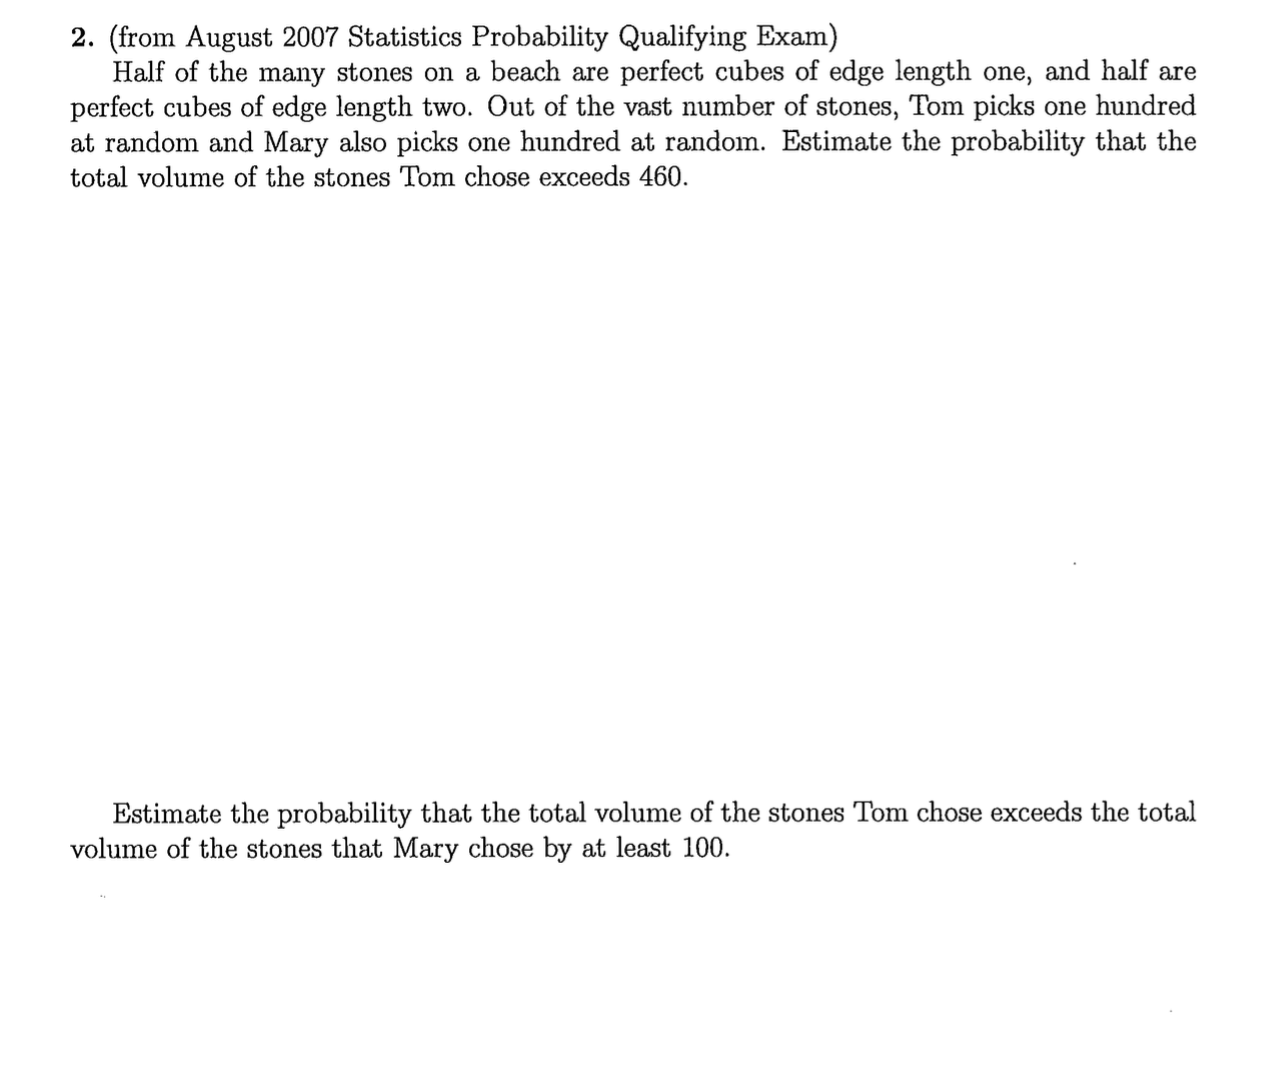 2. (from August 2007 Statistics Probability Qualifying Exam)
Half of the many stones on a beach are perfect cubes of edge length one, and half are
perfect cubes of edge length two. Out of the vast number of stones, Tom picks one hundred
at random and Mary also picks one hundred at random. Estimate the probability that the
total volume of the stones Tom chose exceeds 460.
Estimate the probability that the total volume of the stones Tom chose exceeds the total
volume of the stones that Mary chose by at least 100.